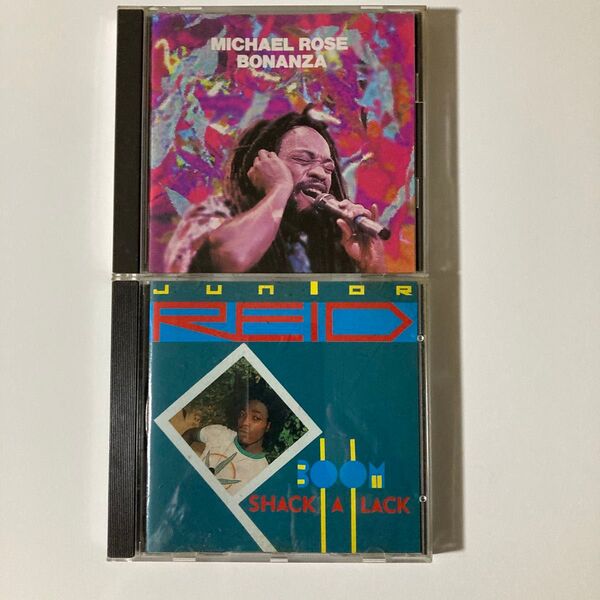 MICHAEL ROSE
BONANZA
JUNIOR
REID
BOOM
SHACK A LACK